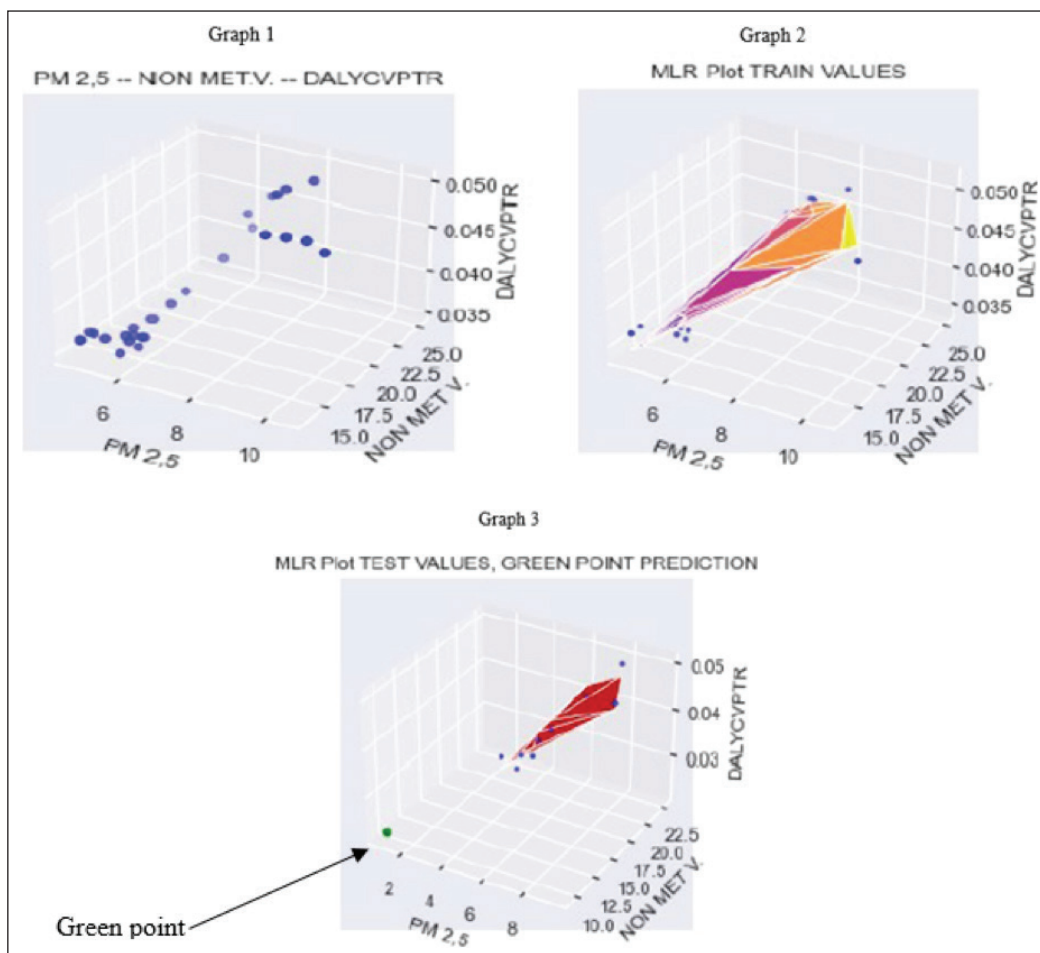 Graph 1
PM 2,5 -- NION MET.V. -- DALYCVPTR
0.050
0.045
0.040
0.035
DALYCVPTR
25.0
22.5
20.0
17.5
15.0
NON MET V.
6
8
10
PM 2,5
Graph 2
MLR Plot TRAIN VALUES
0.050
0.045
0.040
0.035
DALYCVPTR
25.0
22.5
20.0
17.5
15.0
NON MET V.
6
8
10
PM 2,5
Graph 3
MLR Plot TEST VALUES, GREEN POINT PREDICTION
0.05
0.04
0.03
DALYCVPTR
22.5
20.0
17.5
15.0
12.5
10.0
NON MET V.
2
4
6
8
PM 2,5
Green point